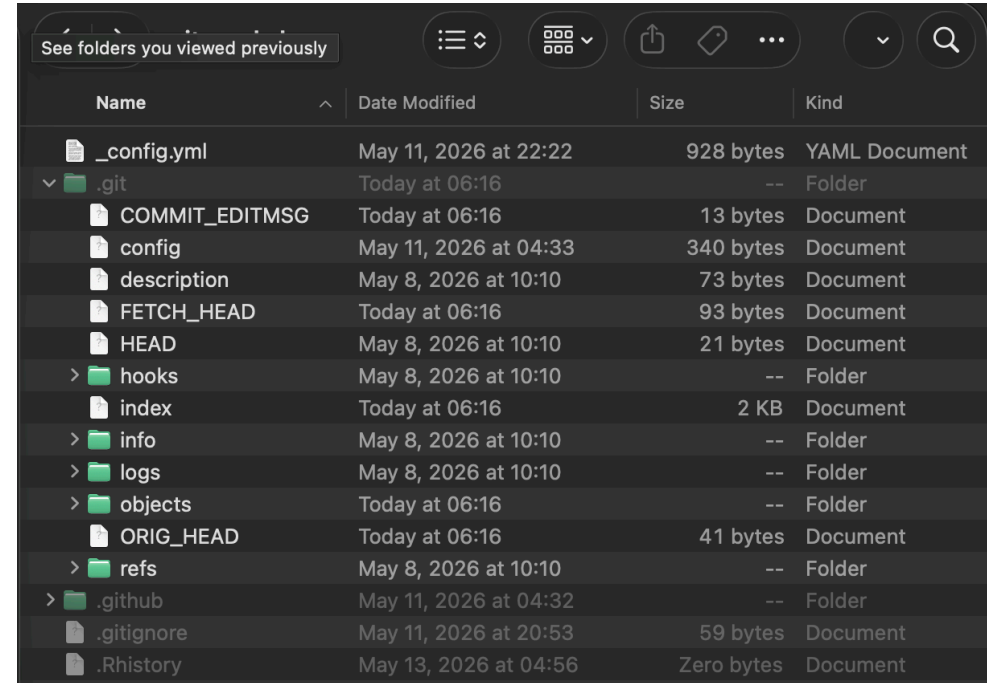 See folders you viewed previously
Name Date Modified Size Kind
_config.yml May 11, 2026 at 22:22 928 bytes YAML Document
.git Today at 06:16 -- Folder
COMMIT_EDITMSG Today at 06:16 13 bytes Document
config May 11, 2026 at 04:33 340 bytes Document
description May 8, 2026 at 10:10 73 bytes Document
FETCH_HEAD Today at 06:16 93 bytes Document
HEAD May 8, 2026 at 10:10 21 bytes Document
hooks May 8, 2026 at 10:10 -- Folder
index Today at 06:16 2 KB Document
info May 8, 2026 at 10:10 -- Folder
logs May 8, 2026 at 10:10 -- Folder
objects Today at 06:16 -- Folder
ORIG_HEAD Today at 06:16 41 bytes Document
refs May 8, 2026 at 10:10 -- Folder
.github May 11, 2026 at 04:32 -- Folder
.gitignore May 11, 2026 at 20:53 59 bytes Document
.Rhistory May 13, 2026 at 04:56 Zero bytes Document